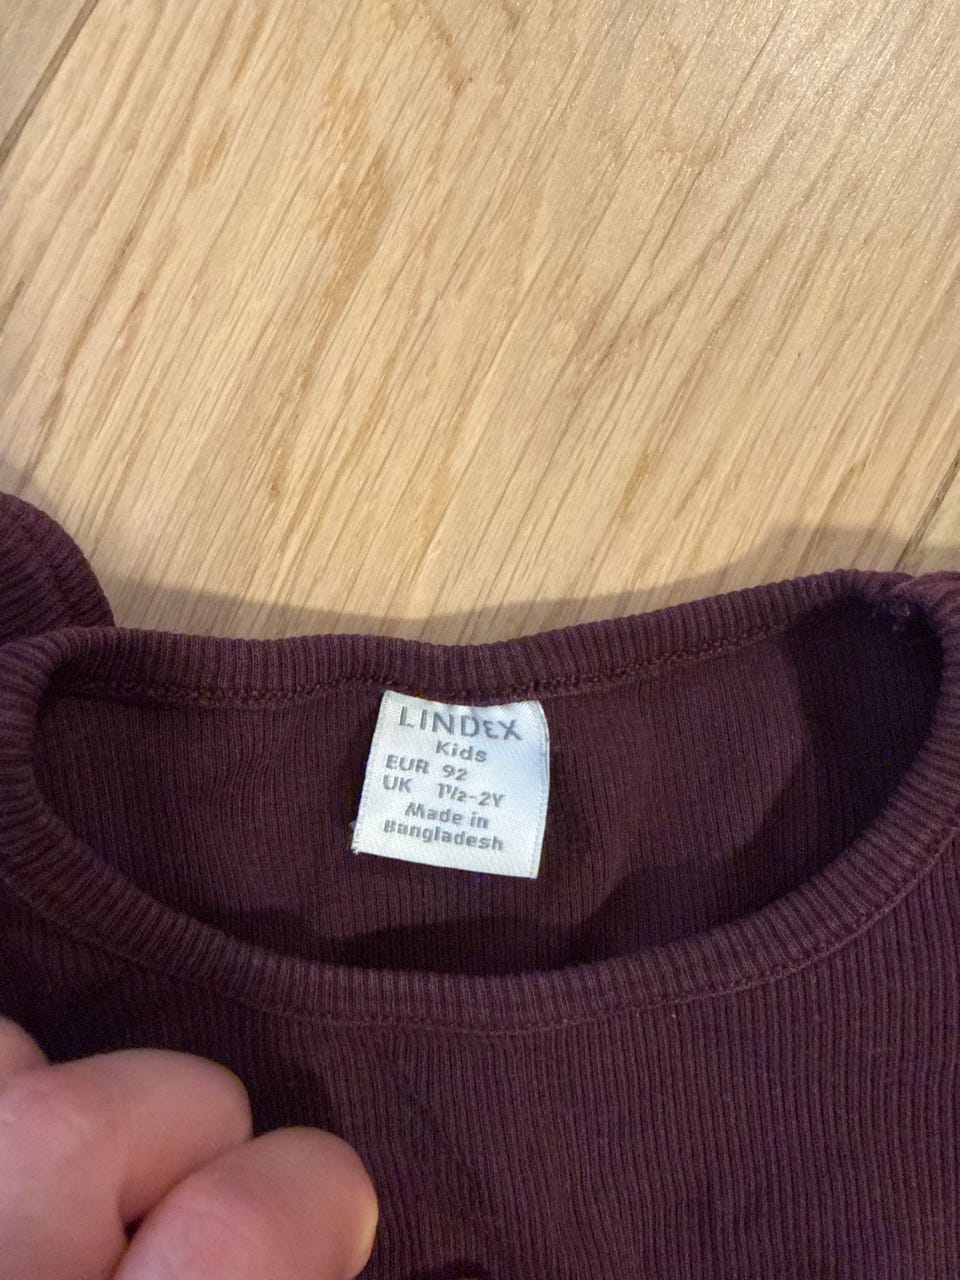 LINDEX
Kids
EUR 92
UK 1½-2Y
Made in
Bangladesh